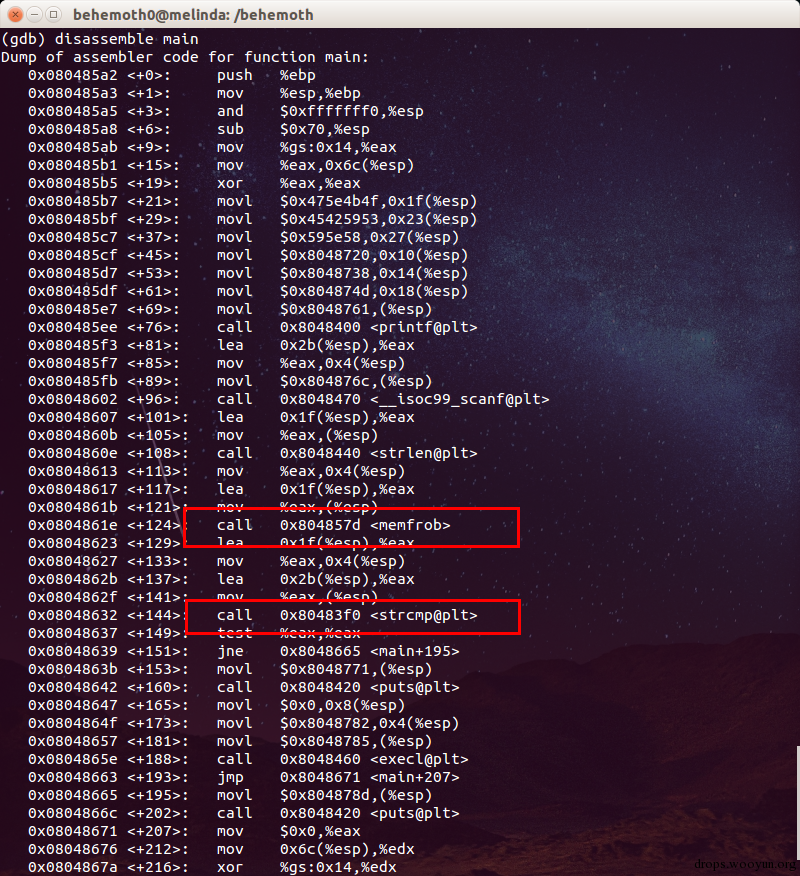 behemoth0@melinda: /behemoth
(gdb) disassemble main
Dump of assembler code for function main:
0x080485a2 <+0>: push %ebp
0x080485a3 <+1>: mov %esp,%ebp
0x080485a5 <+3>: and $0xfffffff0,%esp
0x080485a8 <+6>: sub $0x70,%esp
0x080485ab <+9>: mov %gs:0x14,%eax
0x080485b1 <+15>: mov %eax,0x6c(%esp)
0x080485b5 <+19>: xor %eax,%eax
0x080485b7 <+21>: movl $0x475e4b4f,0x1f(%esp)
0x080485bf <+29>: movl $0x45425953,0x23(%esp)
0x080485c7 <+37>: movl $0x595e58,0x27(%esp)
0x080485cf <+45>: movl $0x8048720,0x10(%esp)
0x080485d7 <+53>: movl $0x8048738,0x14(%esp)
0x080485df <+61>: movl $0x804874d,0x18(%esp)
0x080485e7 <+69>: movl $0x8048761,(%esp)
0x080485ee <+76>: call 0x8048400 <printf@plt>
0x080485f3 <+81>: lea 0x2b(%esp),%eax
0x080485f7 <+85>: mov %eax,0x4(%esp)
0x080485fb <+89>: movl $0x804876c,(%esp)
0x08048602 <+96>: call 0x8048470 <__isoc99_scanf@plt>
0x08048607 <+101>: lea 0x1f(%esp),%eax
0x0804860b <+105>: mov %eax,(%esp)
0x0804860e <+108>: call 0x8048440 <strlen@plt>
0x08048613 <+113>: mov %eax,0x4(%esp)
0x08048617 <+117>: lea 0x1f(%esp),%eax
0x0804861b <+121>: mov %eax,(%esp)
0x0804861e <+124>: call 0x804857d <memfrob>
0x08048623 <+129>: lea 0x1f(%esp),%eax
0x08048627 <+133>: mov %eax,0x4(%esp)
0x0804862b <+137>: lea 0x2b(%esp),%eax
0x0804862f <+141>: mov %eax,(%esp)
0x08048632 <+144>: call 0x80483f0 <strcmp@plt>
0x08048637 <+149>: test %eax,%eax
0x08048639 <+151>: jne 0x8048665 <main+195>
0x0804863b <+153>: movl $0x8048771,(%esp)
0x08048642 <+160>: call 0x8048420 <puts@plt>
0x08048647 <+165>: movl $0x0,0x8(%esp)
0x0804864f <+173>: movl $0x8048782,0x4(%esp)
0x08048657 <+181>: movl $0x8048785,(%esp)
0x0804865e <+188>: call 0x8048460 <execl@plt>
0x08048663 <+193>: jmp 0x8048671 <main+207>
0x08048665 <+195>: movl $0x804878d,(%esp)
0x0804866c <+202>: call 0x8048420 <puts@plt>
0x08048671 <+207>: mov $0x0,%eax
0x08048676 <+212>: mov 0x6c(%esp),%edx
0x0804867a <+216>: xor %gs:0x14,%edx
drops.wooyun.org